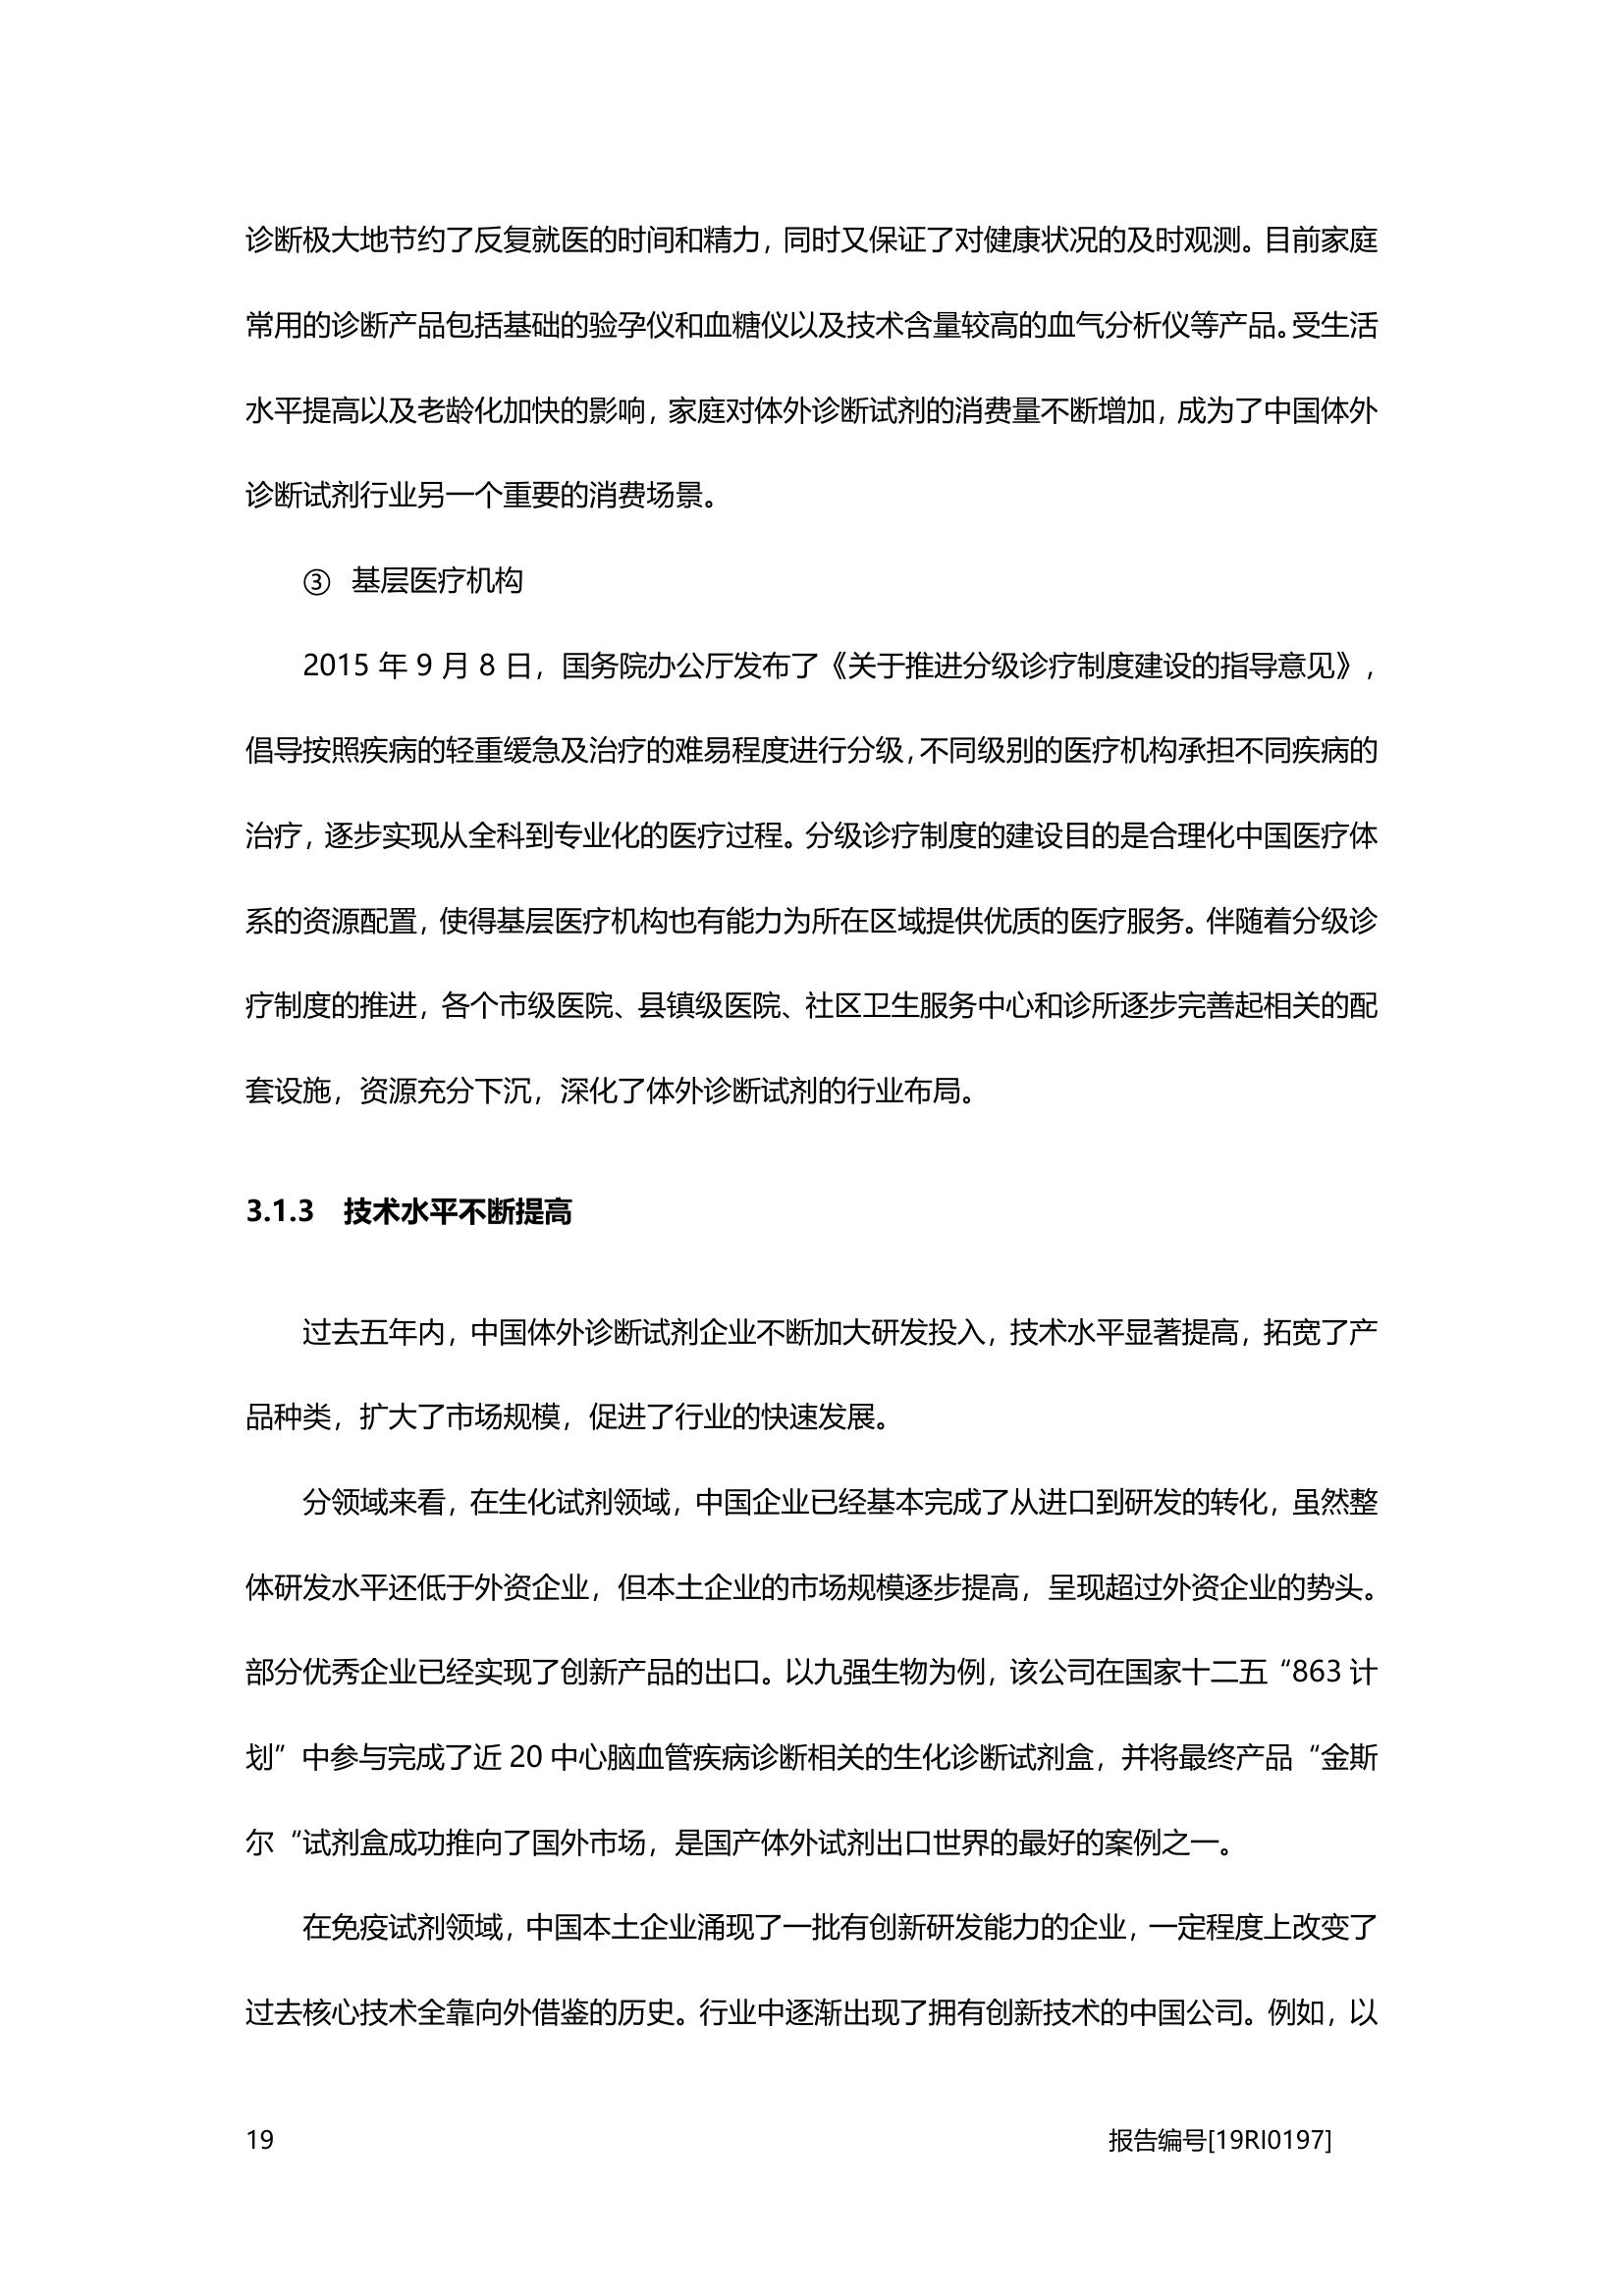 诊断极大地节约了反复就医的时间和精力，同时又保证了对健康状况的及时观测。目前家庭
常用的诊断产品包括基础的验孕仪和血糖仪以及技术含量较高的血气分析仪等产品。受生活
水平提高以及老龄化加快的影响，家庭对体外诊断试剂的消费量不断增加，成为了中国体外
诊断试剂行业另一个重要的消费场景。
③ 基层医疗机构
2015 年 9 月 8 日，国务院办公厅发布了《关于推进分级诊疗制度建设的指导意见》，
倡导按照疾病的轻重缓急及治疗的难易程度进行分级，不同级别的医疗机构承担不同疾病的
治疗，逐步实现从全科到专业化的医疗过程。分级诊疗制度的建设目的是合理化中国医疗体
系的资源配置，使得基层医疗机构也有能力为所在区域提供优质的医疗服务。伴随着分级诊
疗制度的推进，各个市级医院、县镇级医院、社区卫生服务中心和诊所逐步完善起相关的配
套设施，资源充分下沉，深化了体外诊断试剂的行业布局。
3.1.3 技术水平不断提高
过去五年内，中国体外诊断试剂企业不断加大研发投入，技术水平显著提高，拓宽了产
品种类，扩大了市场规模，促进了行业的快速发展。
分领域来看，在生化试剂领域，中国企业已经基本完成了从进口到研发的转化，虽然整
体研发水平还低于外资企业，但本土企业的市场规模逐步提高，呈现超过外资企业的势头。
部分优秀企业已经实现了创新产品的出口。以九强生物为例，该公司在国家十二五“863 计
划”中参与完成了近 20 中心脑血管疾病诊断相关的生化诊断试剂盒，并将最终产品“金斯
尔“试剂盒成功推向了国外市场，是国产体外试剂出口世界的最好的案例之一。
在免疫试剂领域，中国本土企业涌现了一批有创新研发能力的企业，一定程度上改变了
过去核心技术全靠向外借鉴的历史。行业中逐渐出现了拥有创新技术的中国公司。例如，以
19 报告编号[19RI0197]